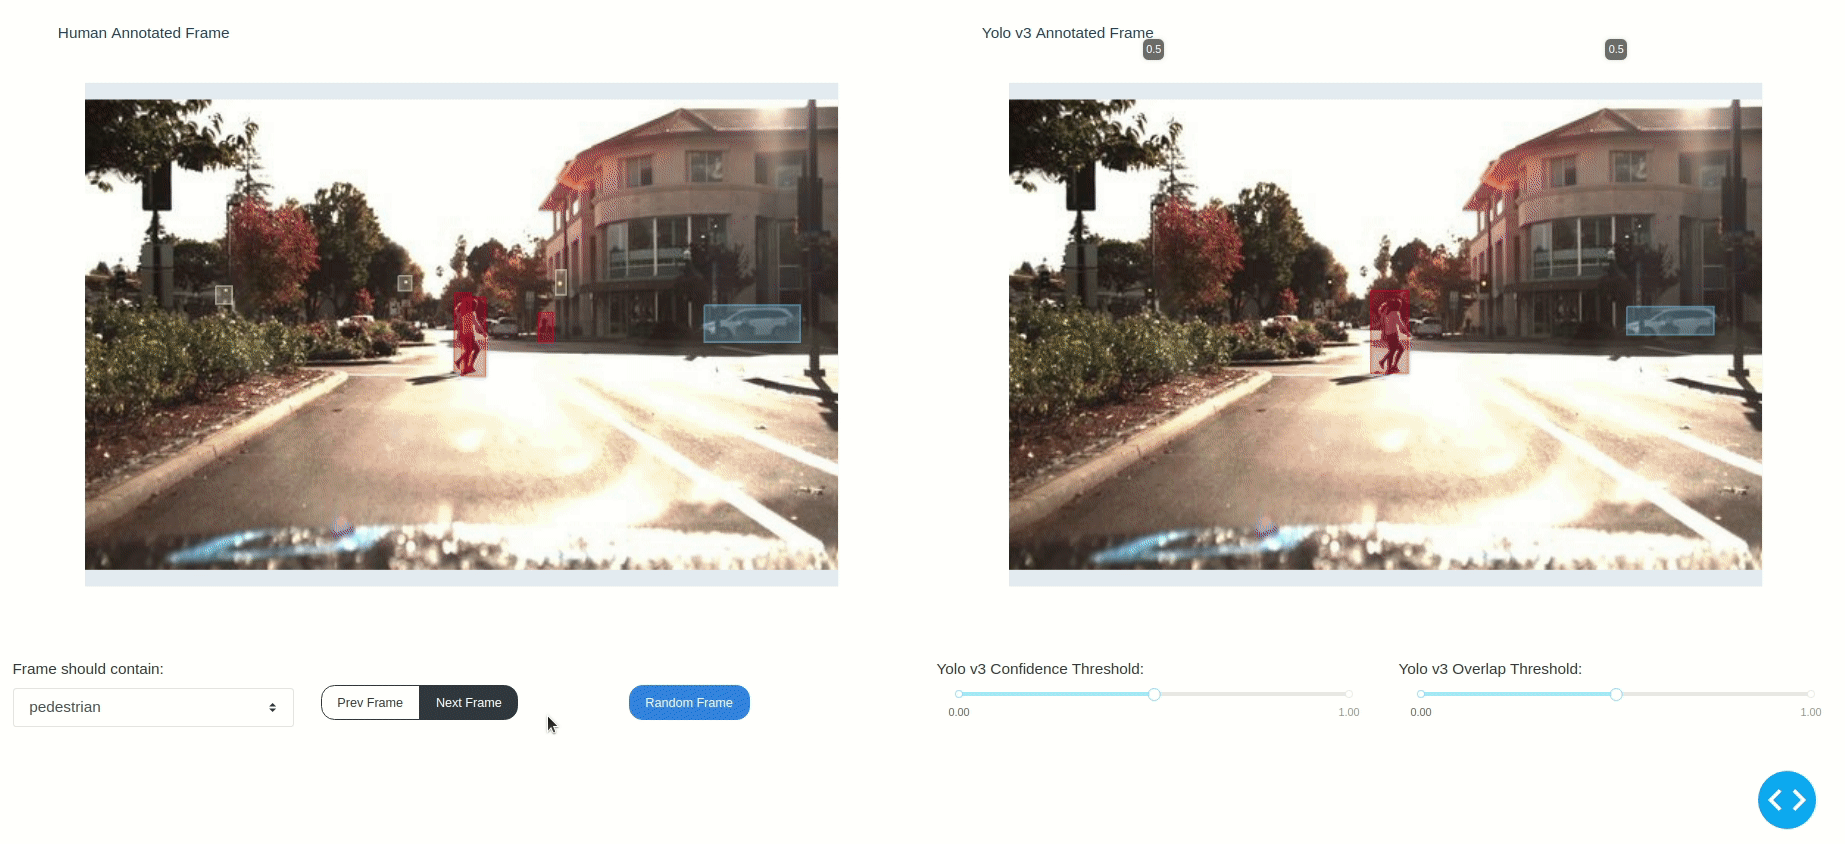 Human Annotated Frame
Yolo v3 Annotated Frame
0.5
0.5
Frame should contain:
pedestrian
Prev Frame
Next Frame
Random Frame
Yolo v3 Confidence Threshold:
0.00
1.00
Yolo v3 Overlap Threshold:
0.00
1.00